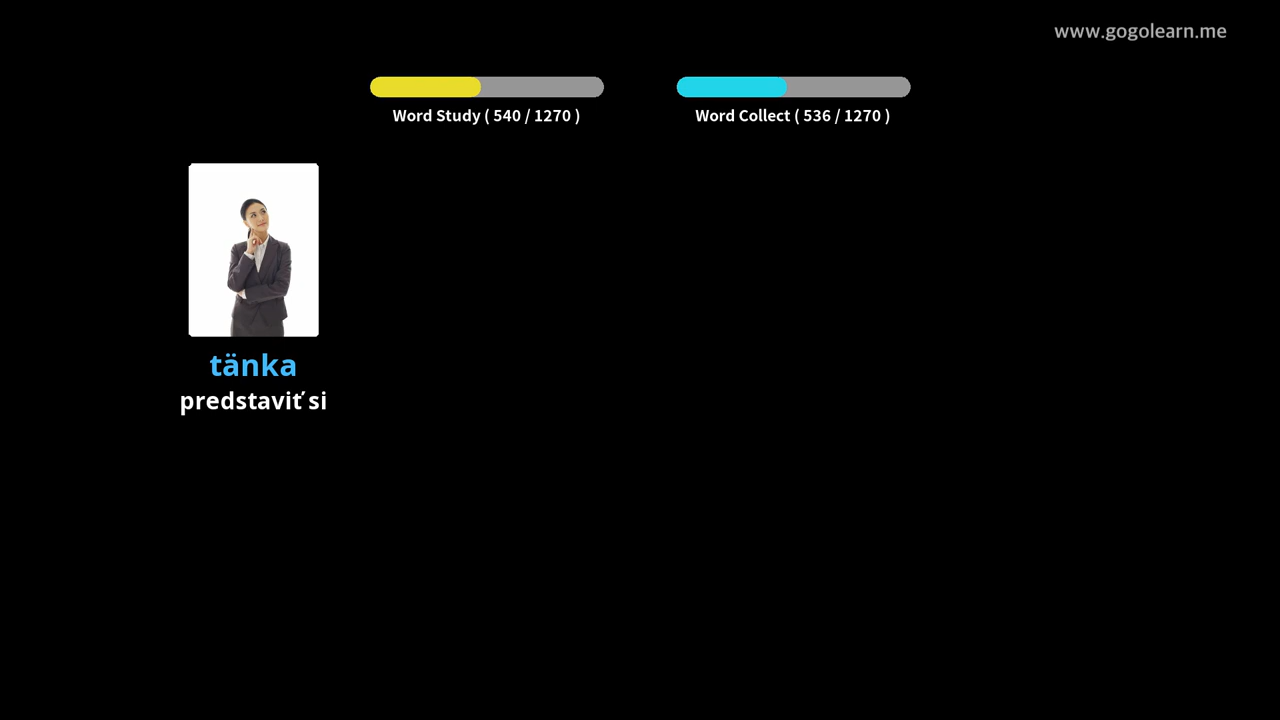 www.gogolearn.me
Word Study ( 540 / 1270 )
Word Collect ( 536 / 1270 )
tänka
predstaviť si